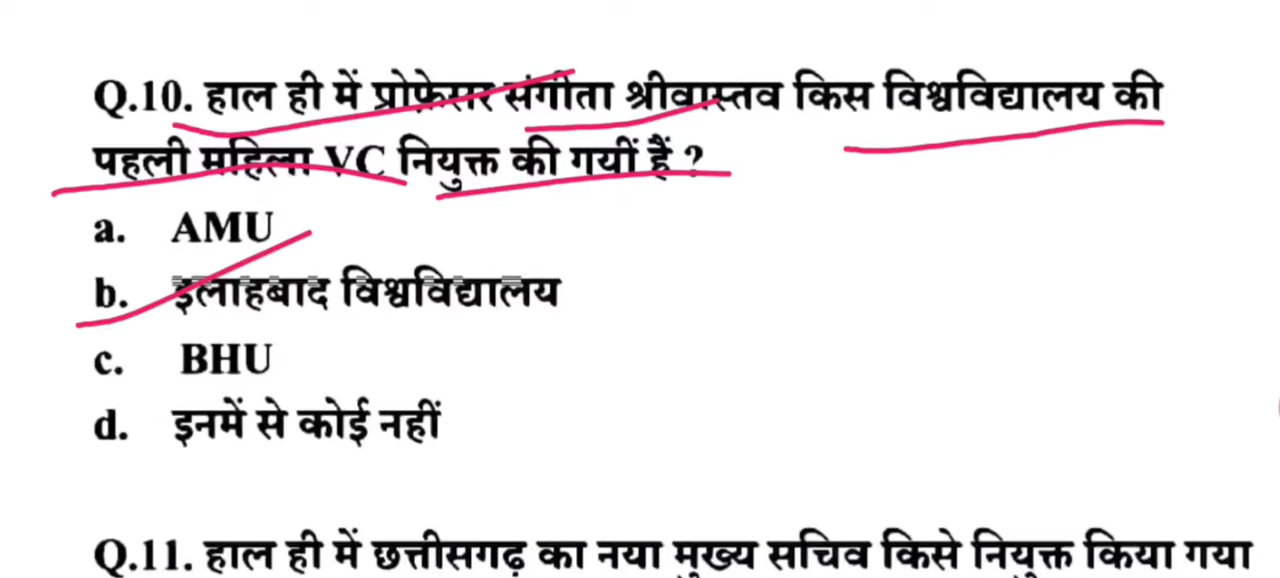 Q.10. हाल ही में प्रोफ़ेसर संगीता श्रीवास्तव किस विश्वविद्यालय की
पहली महिला VC नियुक्त की गयीं हैं ?
a. AMU
b. इलाहबाद विश्वविद्यालय
c. BHU
d. इनमें से कोई नहीं
Q.11. हाल ही में छत्तीसगढ़ का नया मुख्य सचिव किसे नियुक्त किया गया